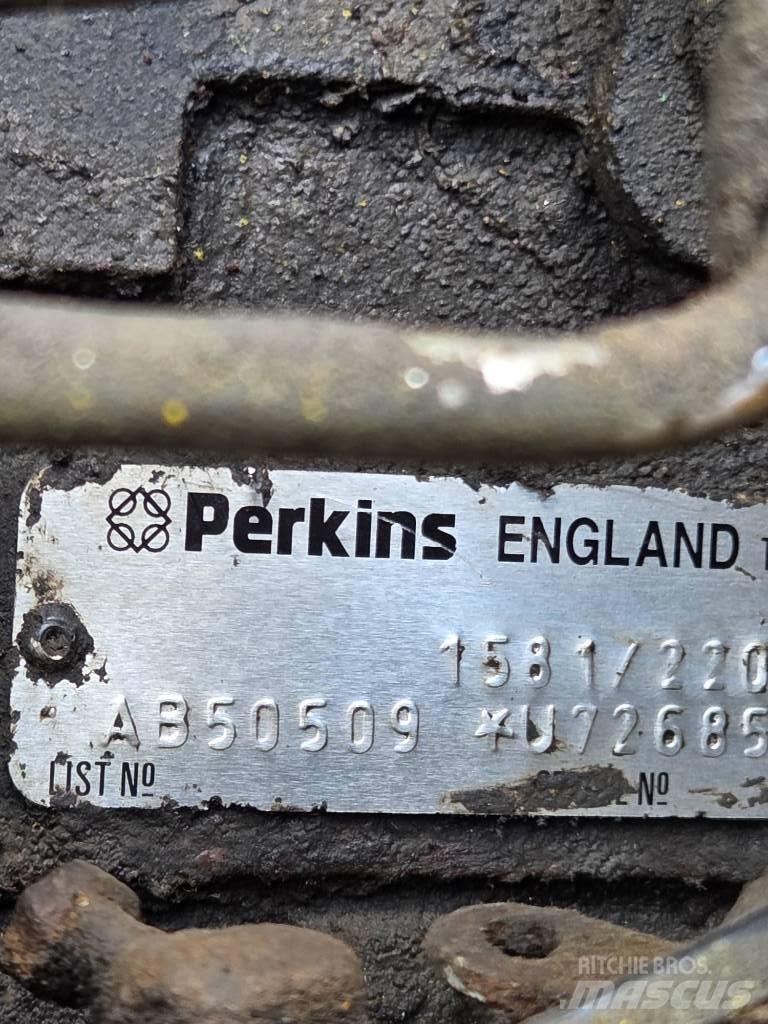 Perkins ENGLAND
1581/220
AB50509 *U72685
LIST Nº Nº
RITCHIE BROS.
MASCUS